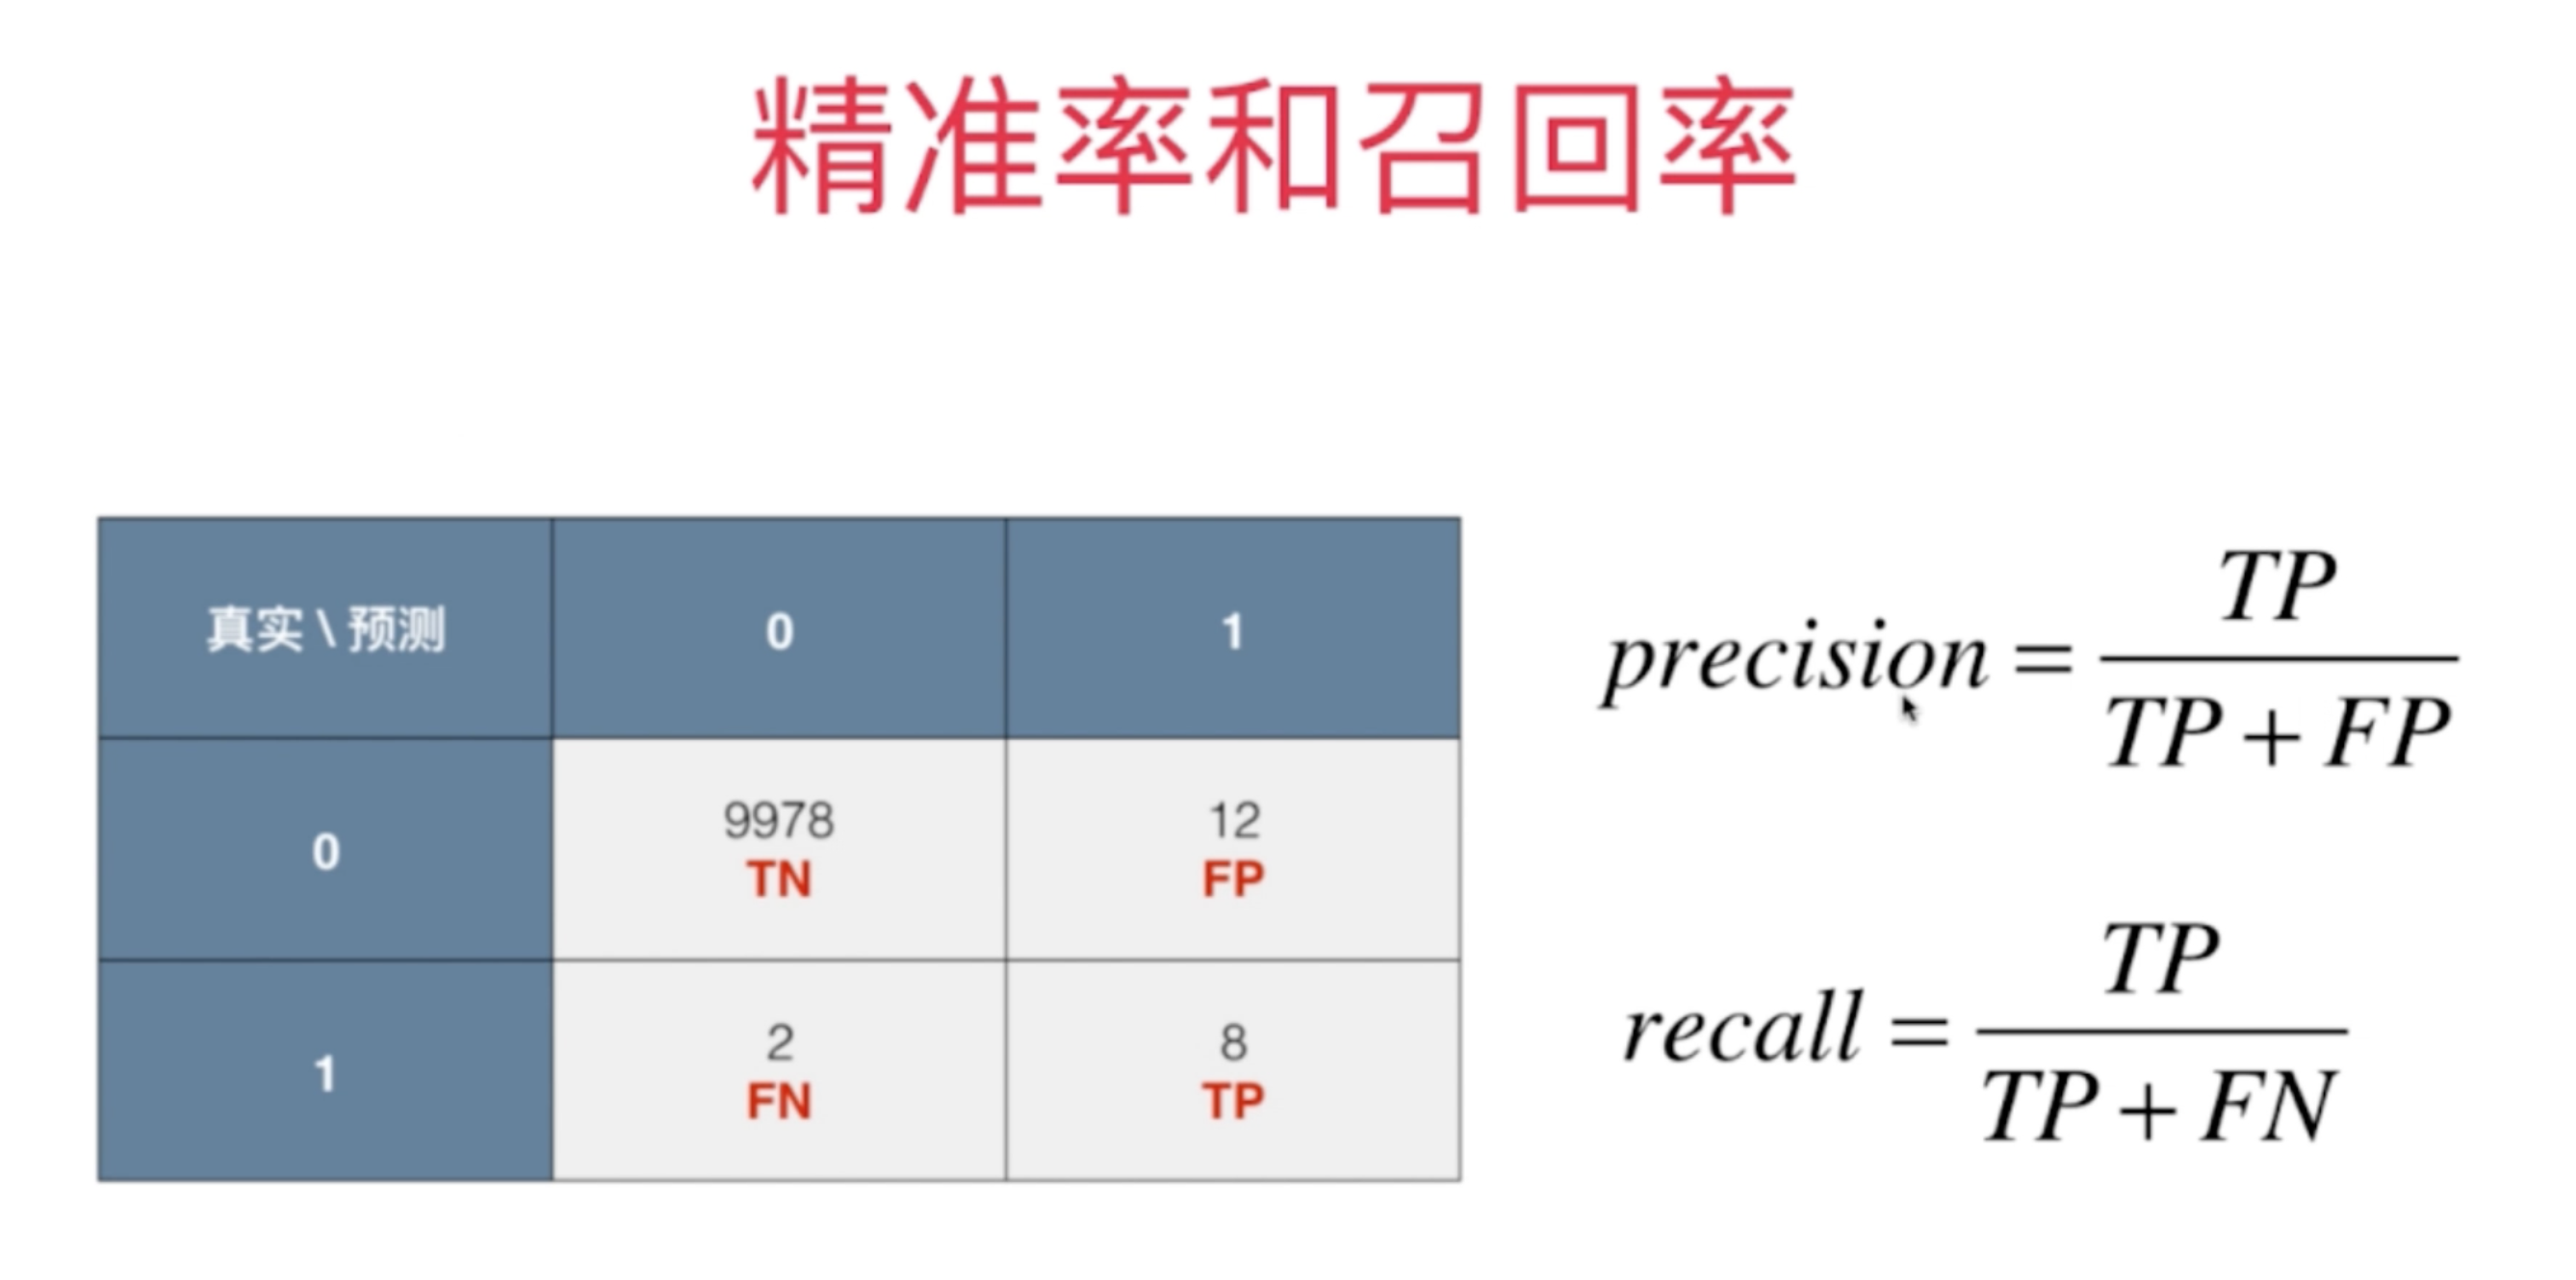 精准率和召回率
真实 \ 预测 0 1
0 9978 TN 12 FP
1 2 FN 8 TP
precision = TP / TP + FP
recall = TP / TP + FN